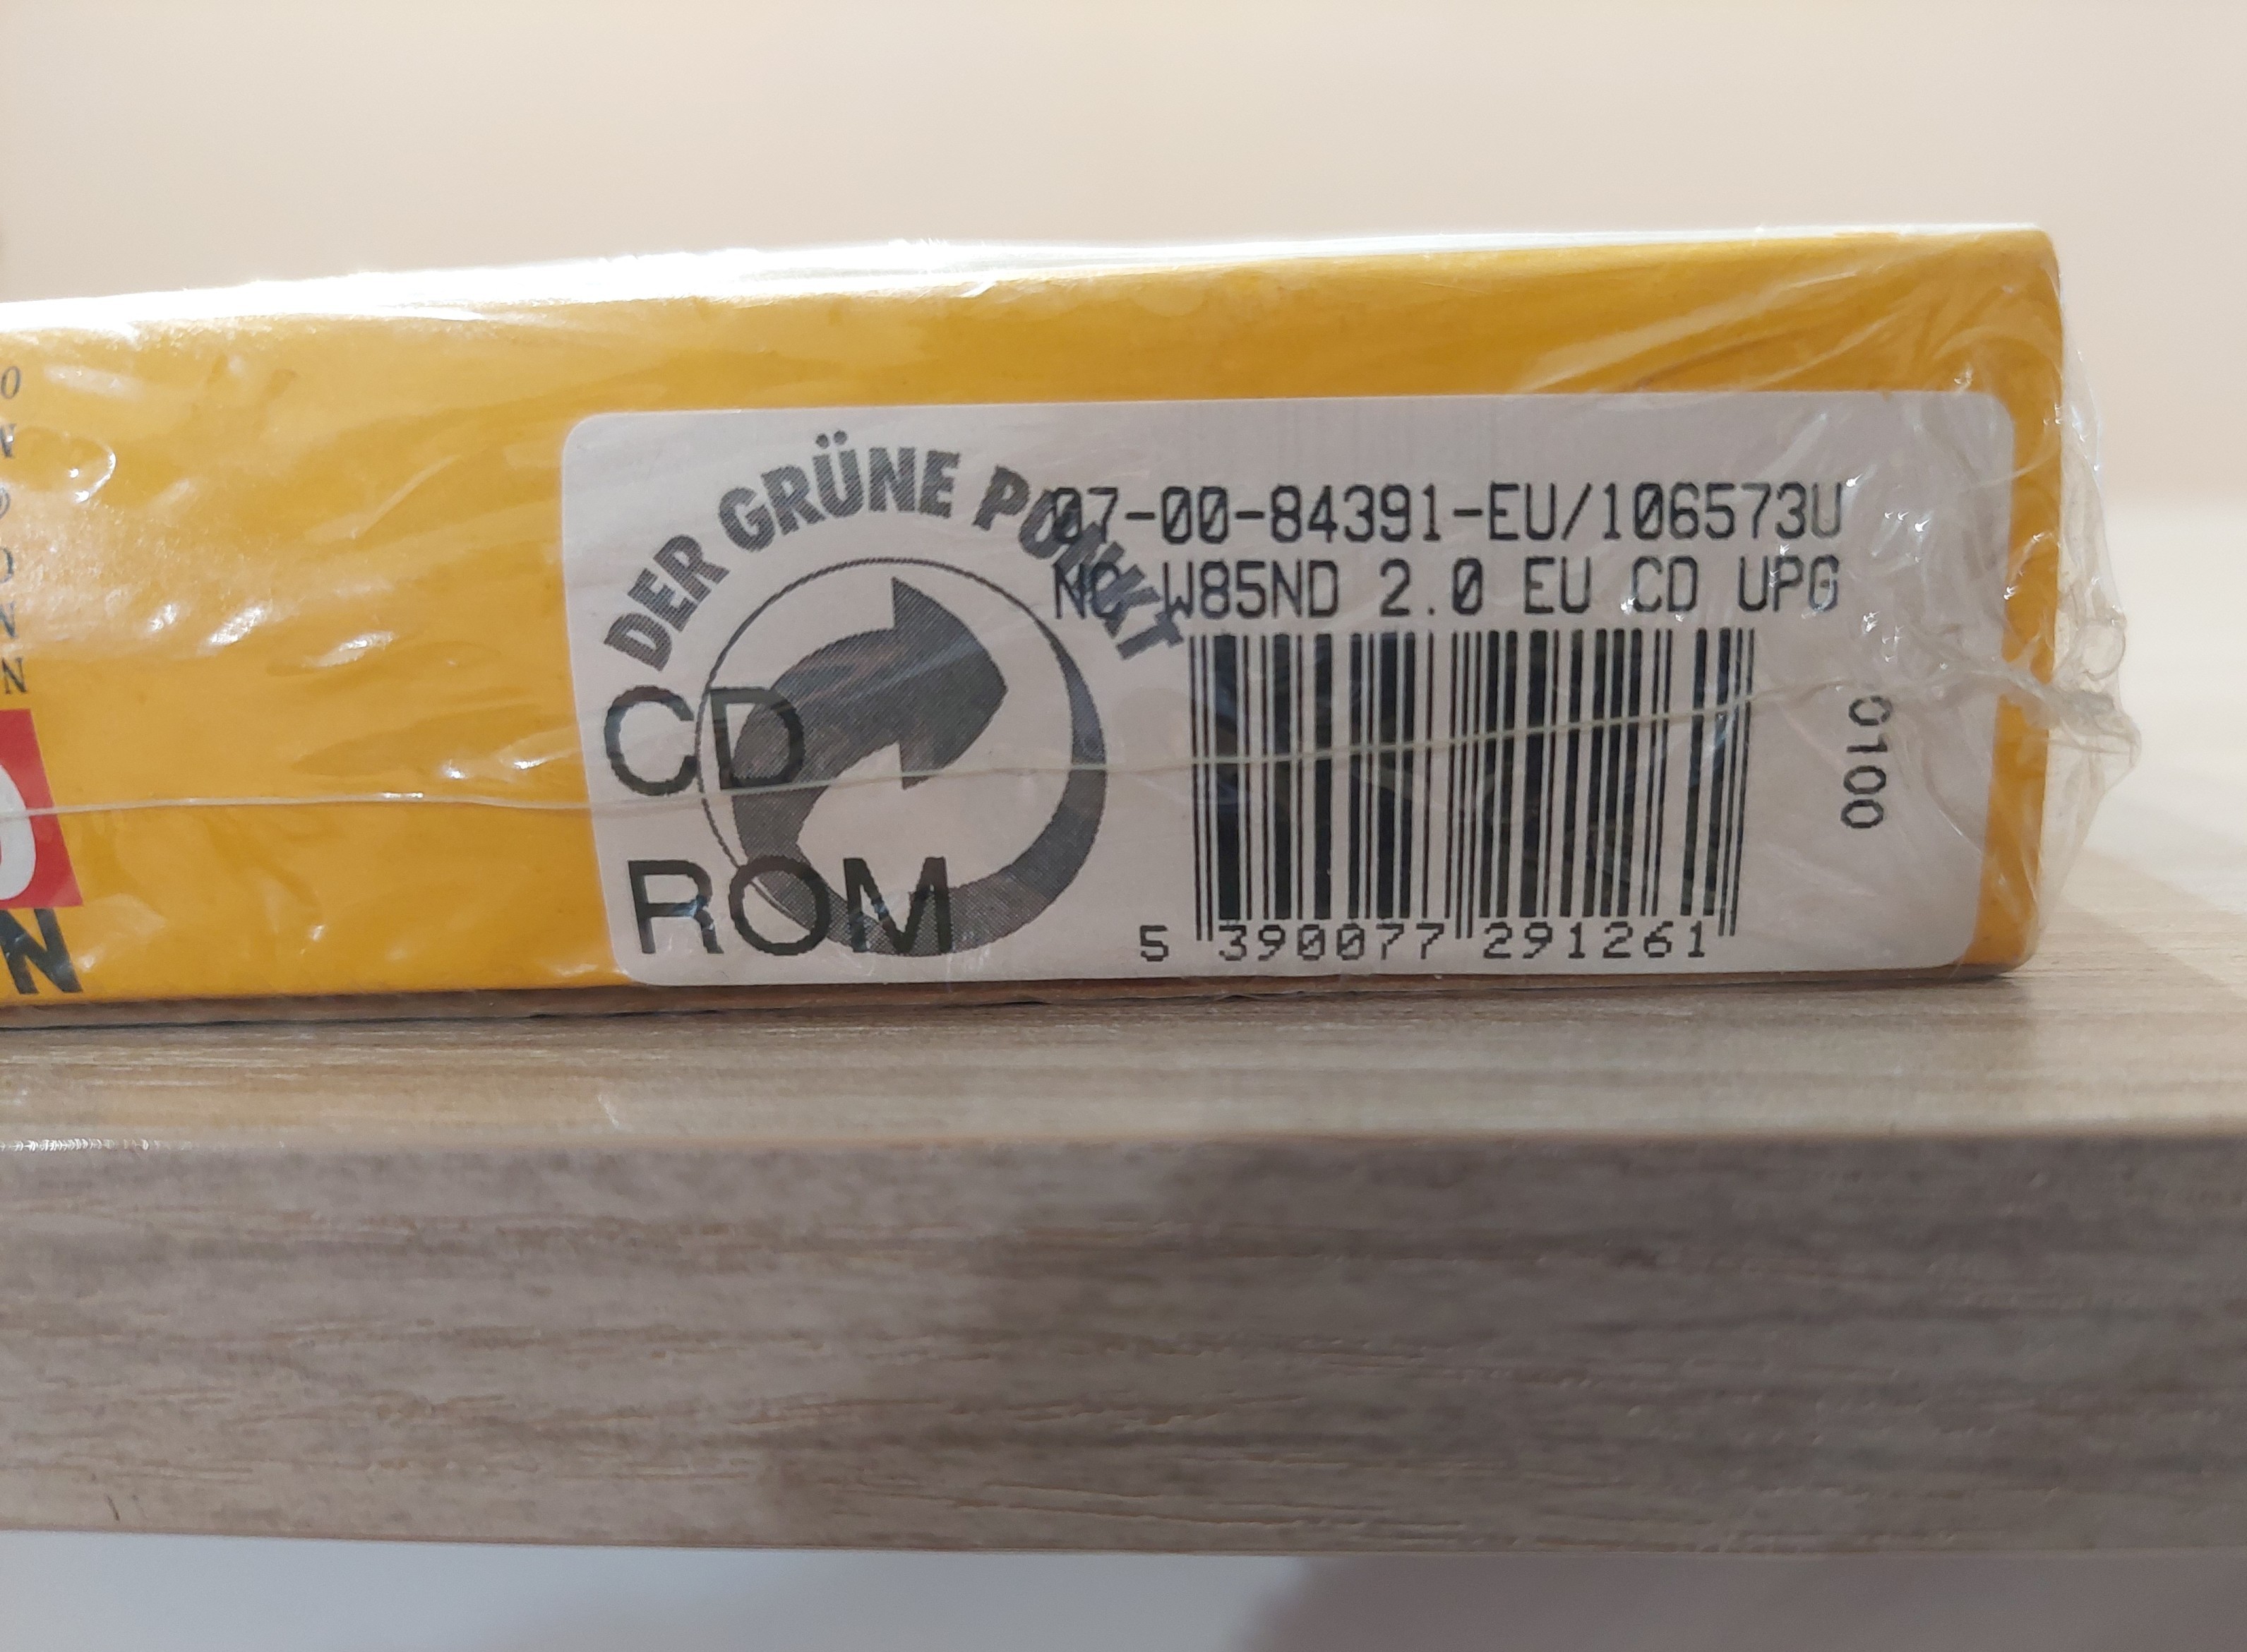 DER GRÜNE PUNKT
07-00-84391-EU/106573U
NC W85ND 2.0 EU CD UPG
CD
ROM
0100
5 390077 291261
N